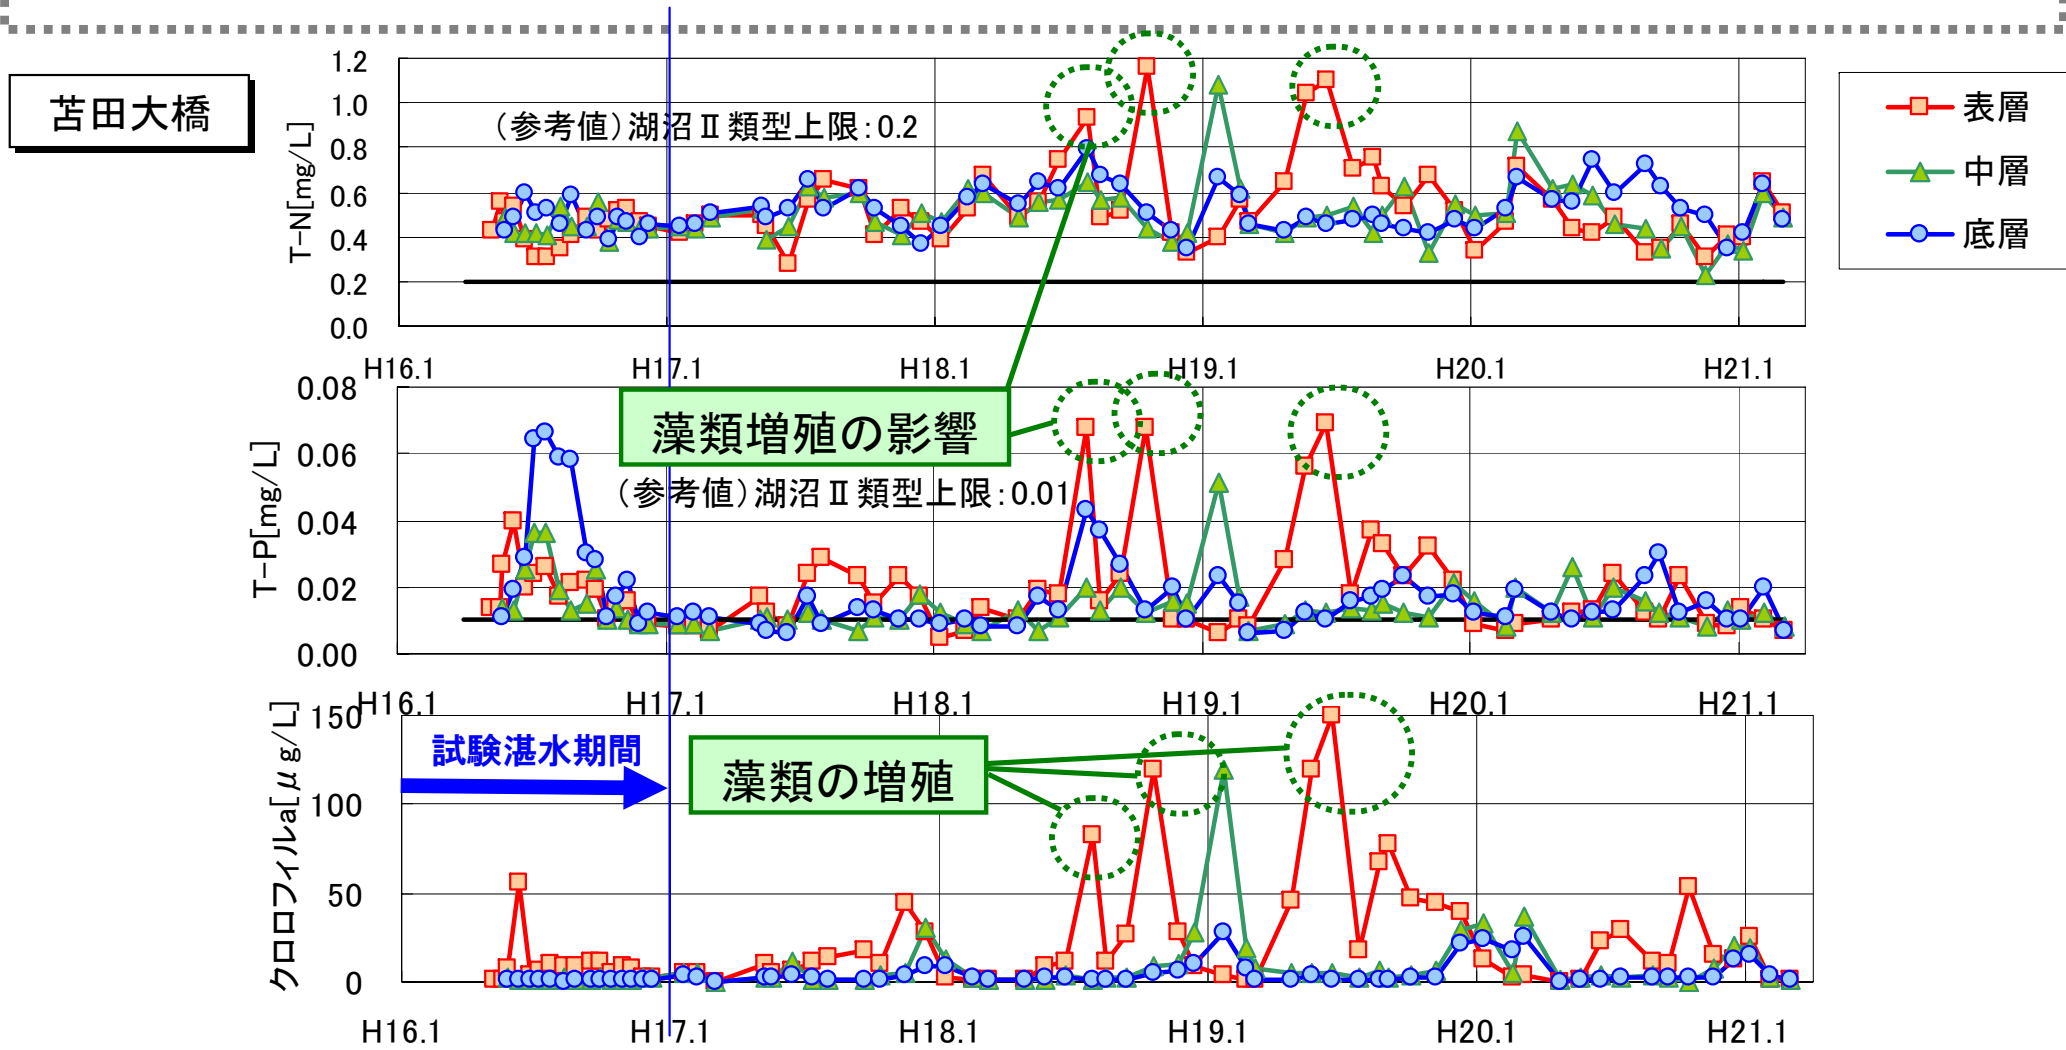 苫田大橋
T-N[mg/L]
1.2
1.0
0.8
0.6
0.4
0.2
0.0
(参考値)湖沼Ⅱ類型上限:0.2
表層
中層
底層
H16.1 H17.1 H18.1 H19.1 H20.1 H21.1
T-P[mg/L]
0.08
0.06
0.04
0.02
0.00
藻類増殖の影響
(参考値)湖沼Ⅱ類型上限:0.01
H16.1 H17.1 H18.1 H19.1 H20.1 H21.1
クロロフィルa[μg/L]
150
100
50
0
試験湛水期間
藻類の増殖
H16.1 H17.1 H18.1 H19.1 H20.1 H21.1